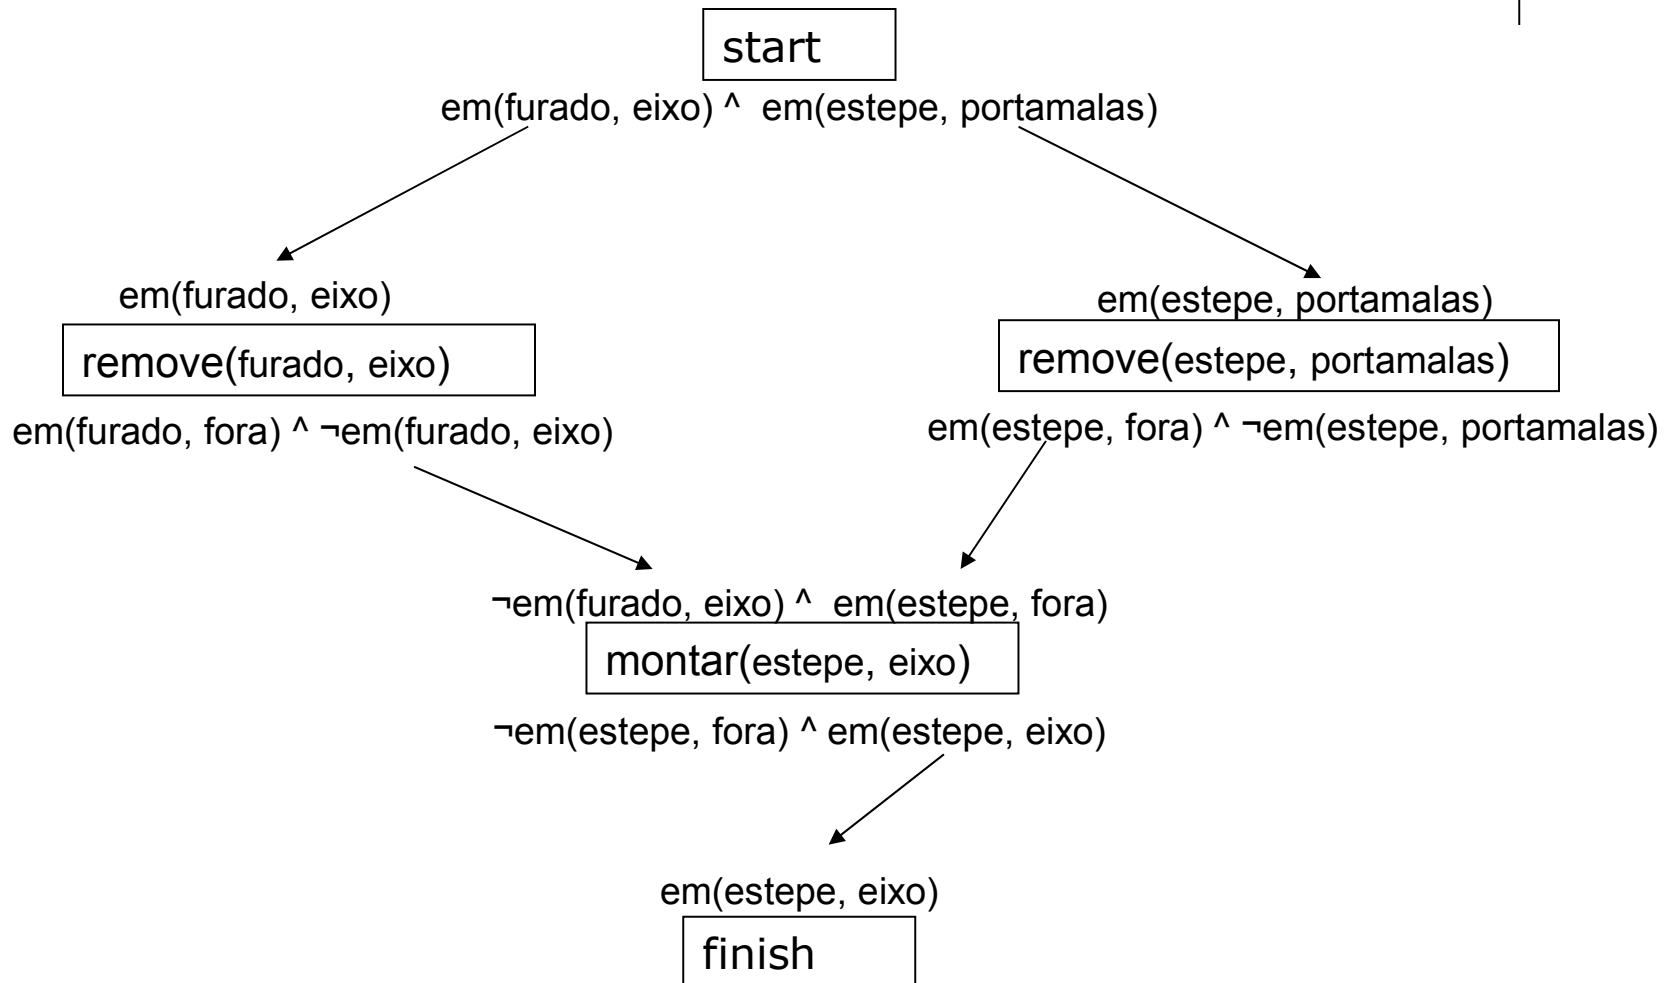 start
em(furado, eixo) ^ em(estepe, portamalas)
em(furado, eixo)
em(estepe, portamalas)
remove(furado, eixo)
remove(estepe, portamalas)
em(furado, fora) ^ ¬em(furado, eixo)
em(estepe, fora) ^ ¬em(estepe, portamalas)
¬em(furado, eixo) ^ em(estepe, fora)
montar(estepe, eixo)
¬em(estepe, fora) ^ em(estepe, eixo)
em(estepe, eixo)
finish